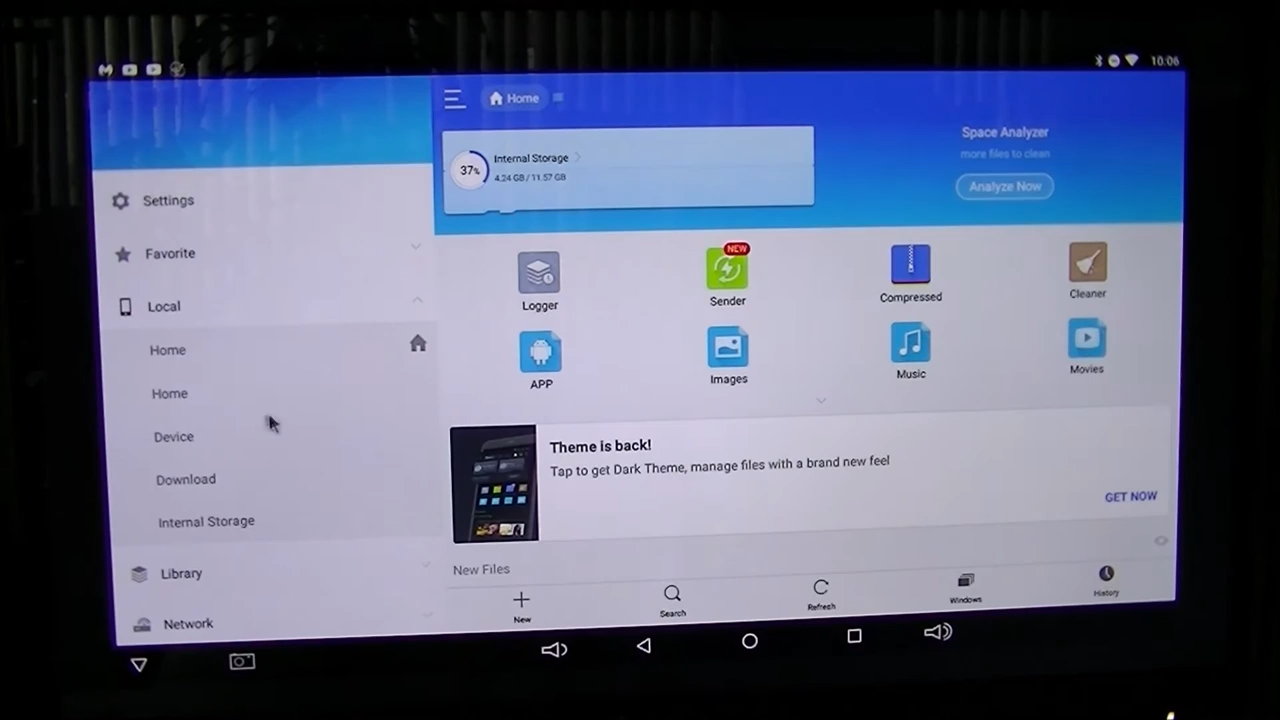 10:06
Home
Settings
Favorite
Local
Home
Home
Device
Download
Internal Storage
Library
Network
37%
Internal Storage
4.24 GB / 11.57 GB
Space Analyzer
more files to clean
Analyze Now
NEW
Logger
Sender
Compressed
Cleaner
APP
Images
Music
Movies
Theme is back!
Tap to get Dark Theme, manage files with a brand new feel
GET NOW
New Files
New
Search
Refresh
Windows
History